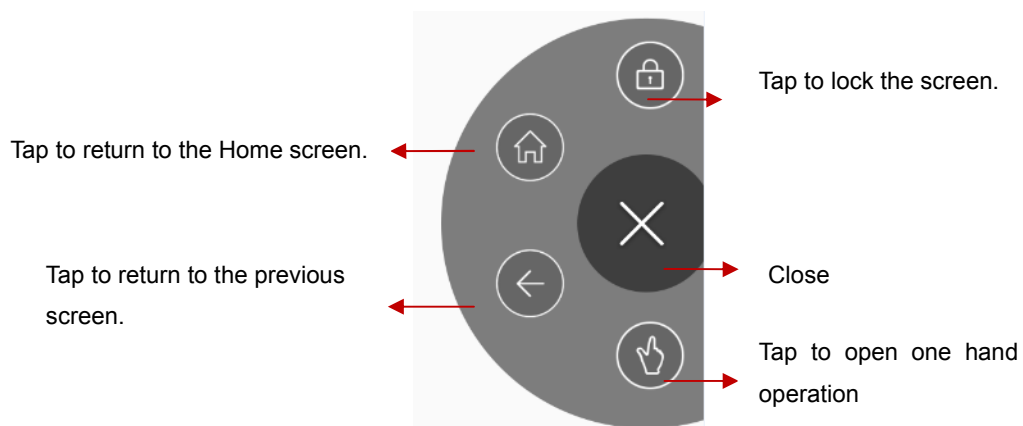 Tap to lock the screen.
Tap to return to the Home screen.
Tap to return to the previous
screen.
Close
Tap to open one hand
operation